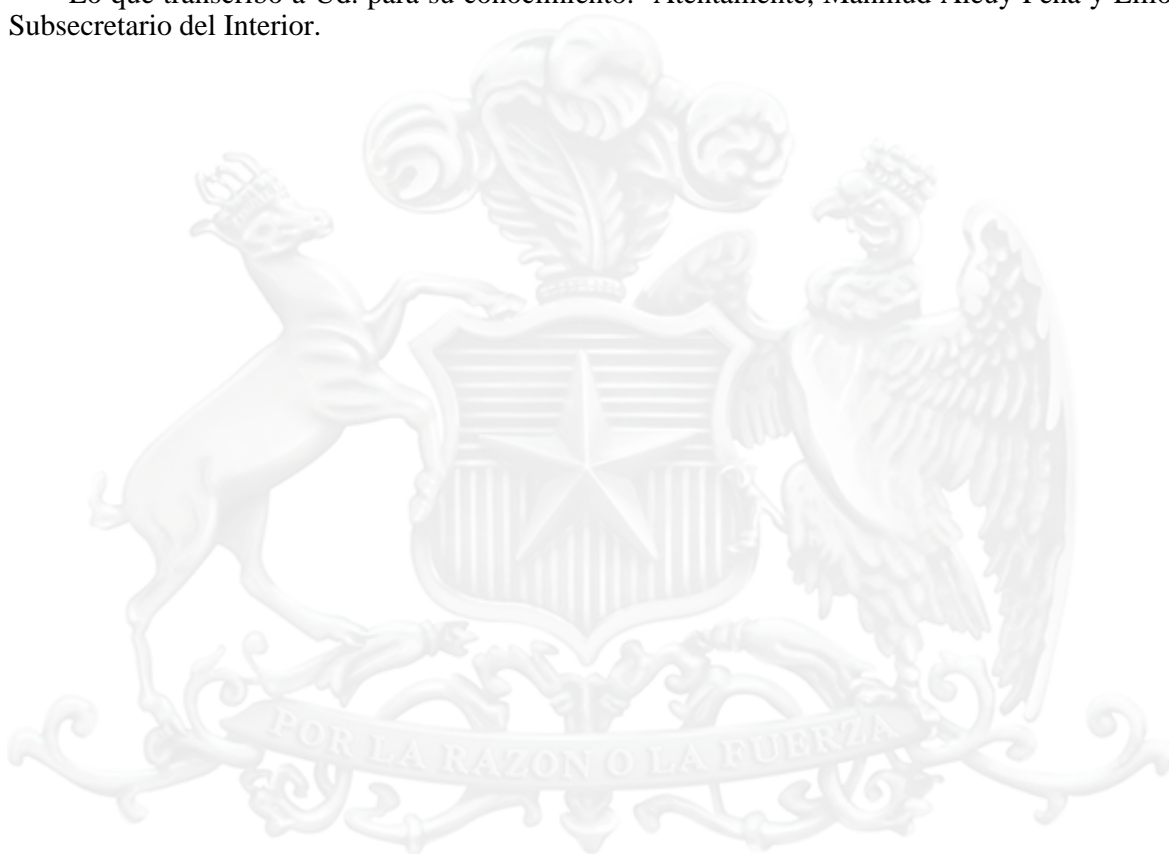 Lo que transcribo a Ud. para su conocimiento.- Atentamente, Mahmud Aleuy Peña y Lillo
Subsecretario del Interior.
POR LA RAZON O LA FUERZA